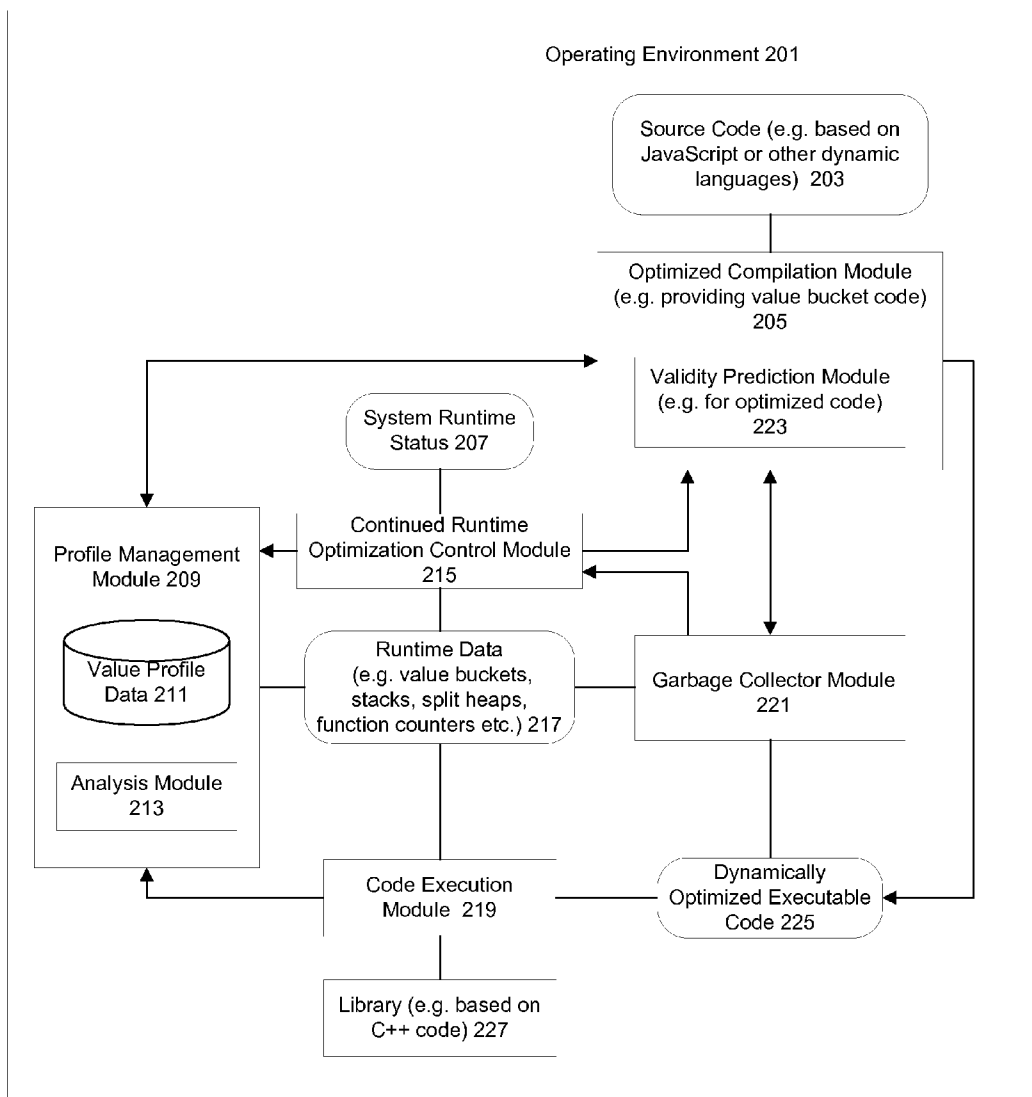 Operating Environment 201
Source Code (e.g. based on
JavaScript or other dynamic
languages) 203
Optimized Compilation Module
(e.g. providing value bucket code)
205
Validity Prediction Module
(e.g. for optimized code)
223
System Runtime
Status 207
Continued Runtime
Optimization Control Module
215
Profile Management
Module 209
Value Profile
Data 211
Analysis Module
213
Runtime Data
(e.g. value buckets,
stacks, split heaps,
function counters etc.) 217
Garbage Collector Module
221
Code Execution
Module 219
Dynamically
Optimized Executable
Code 225
Library (e.g. based on
C++ code) 227